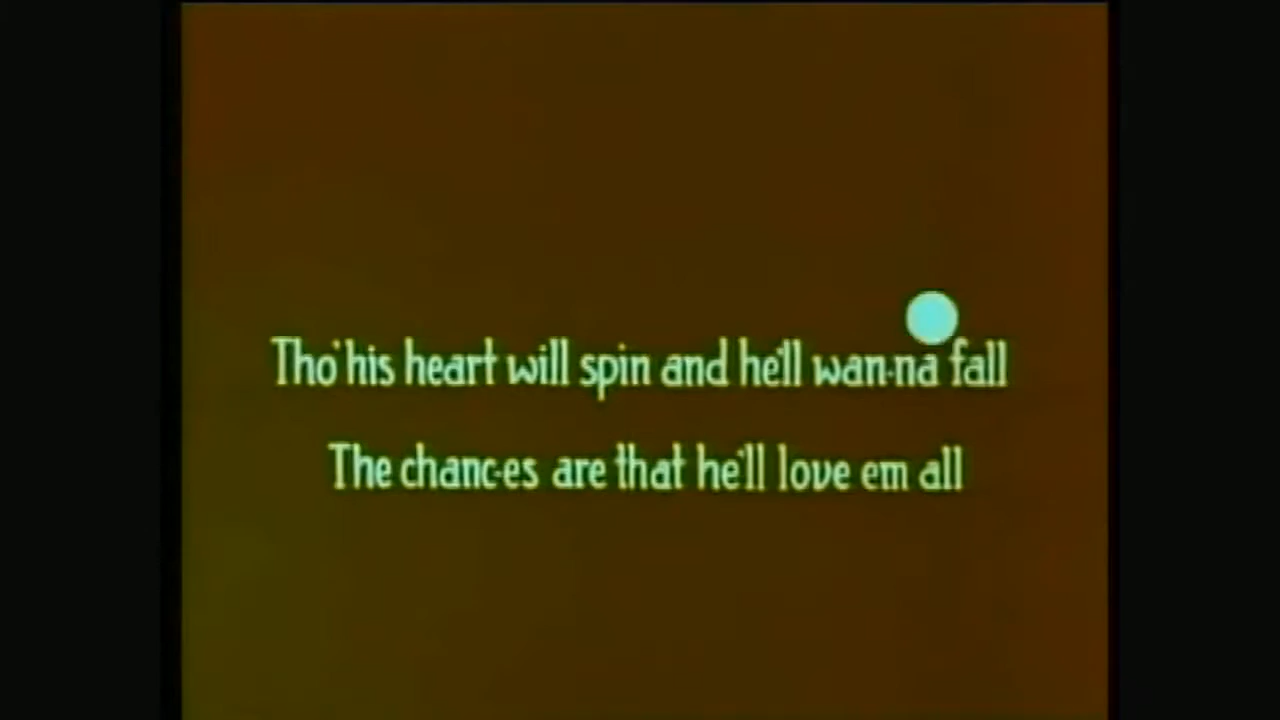 Tho' his heart will spin and he'll wan-na fall
The chanc-es are that he'll love em all